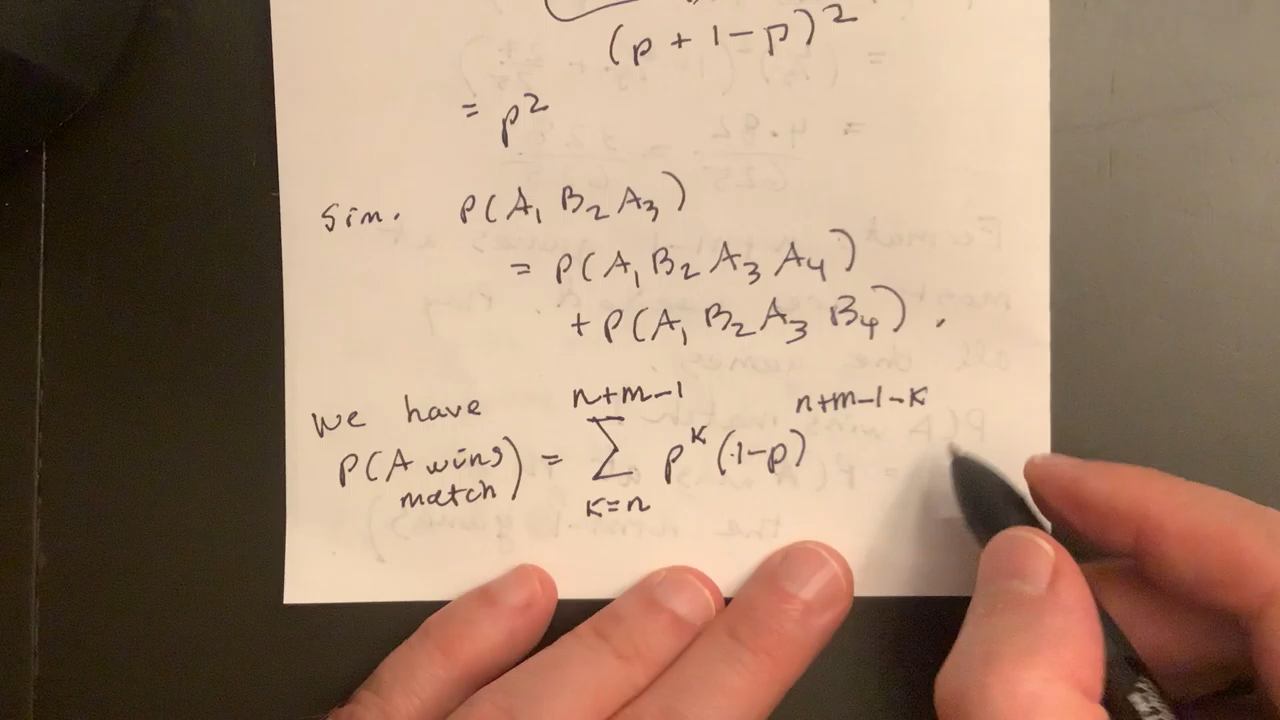 (p + 1 - p)^2
= p^2
Sim. P(A_1 B_2 A_3)
= P(A_1 B_2 A_3 A_4)
+ P(A_1 B_2 A_3 B_4).
We have
P(A wins match) = \sum_{k=n}^{n+m-1} p^k (1-p)^{n+m-1-k}